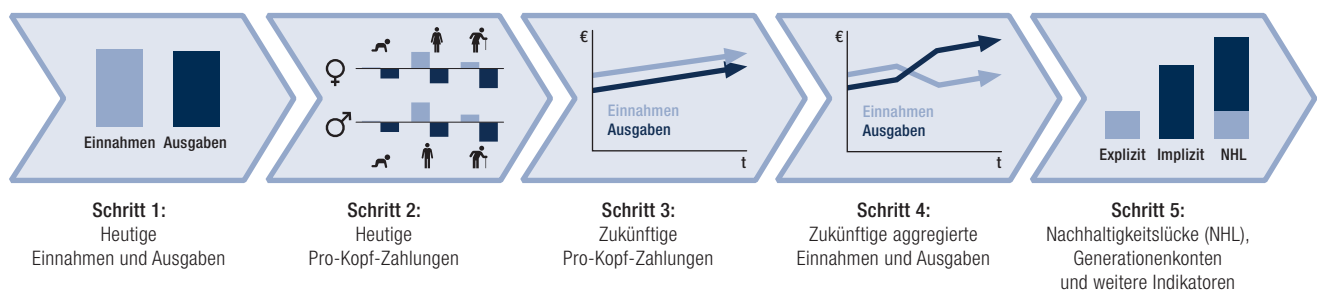 Einnahmen Ausgaben
€
Einnahmen
Ausgaben
t
€
Einnahmen
Ausgaben
t
Explizit Implizit NHL
Schritt 1:
Heutige
Einnahmen und Ausgaben
Schritt 2:
Heutige
Pro-Kopf-Zahlungen
Schritt 3:
Zukünftige
Pro-Kopf-Zahlungen
Schritt 4:
Zukünftige aggregierte
Einnahmen und Ausgaben
Schritt 5:
Nachhaltigkeitslücke (NHL),
Generationenkonten
und weitere Indikatoren